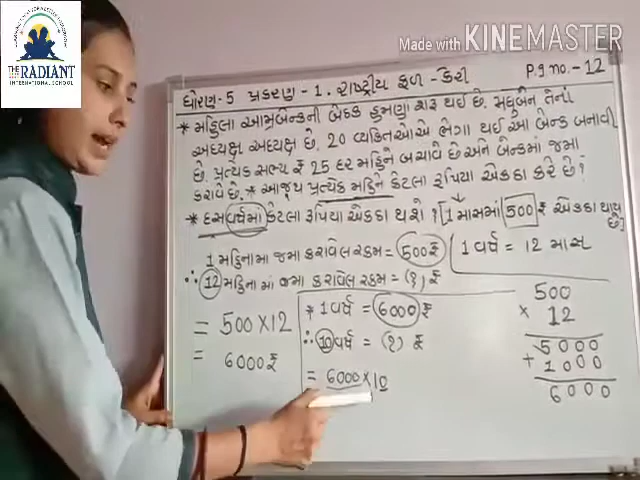 THE RADIANT
INTERNATIONAL SCHOOL
Made with KINEMASTER
ધોરણ-5 પ્રકરણ-1. રાષ્ટ્રીય ફળ-કેરી P.g no.-12
* મહિલા આમ્રબેન્કની બેઠક હમણા શરૂ થઈ છે. મધુબેન તેનાં
અધ્યક્ષ અધ્યક્ષ છે. 20 વ્યકિતઓએ ભેગા થઈ આ બેન્ક બનાવી
છે. પ્રત્યેક સભ્ય ₹ 25 દર મહિને બચાવે છે અને બેન્કમાં જમા
કરાવે છે. * આજૂથ પ્રત્યેક મહિને કેટલા રૂપિયા એકઠા કરે છે?
* દસ વર્ષમાં કેટલા રૂપિયા એકઠા થશે? [1 માસમાં 500 ₹ એકઠા થાય છે]
1 મહિનામાં જમા કરાવેલ રકમ = 500 ₹
1 વર્ષ = 12 માસ
∴ 12 મહિનામાં જમા કરાવેલ રકમ = (?) ₹
= 500×12
= 6000 ₹
* 1 વર્ષ = 6000 ₹
∴ 10 વર્ષ = (?) ₹
= 6000×10
500
× 12
5000
+ 1000
6000